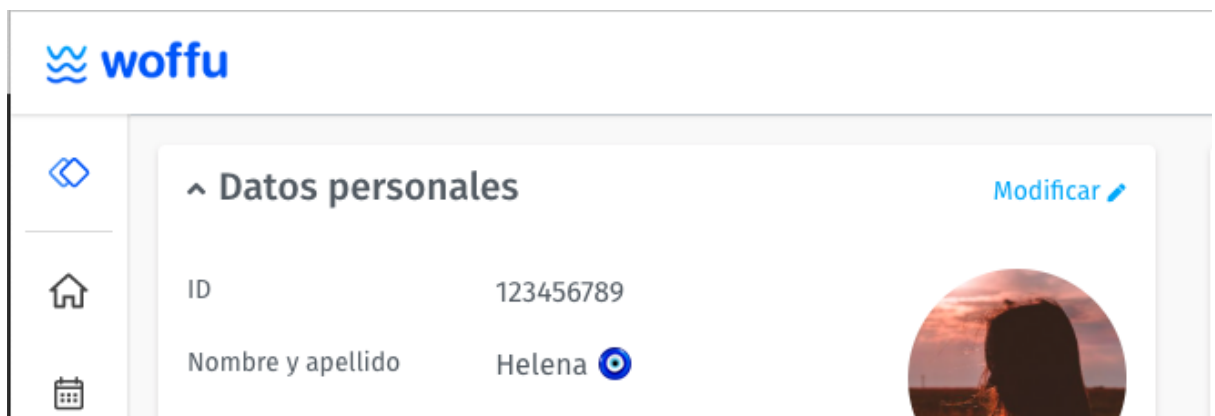 woffu
Datos personales
Modificar
ID 123456789
Nombre y apellido Helena 🧿